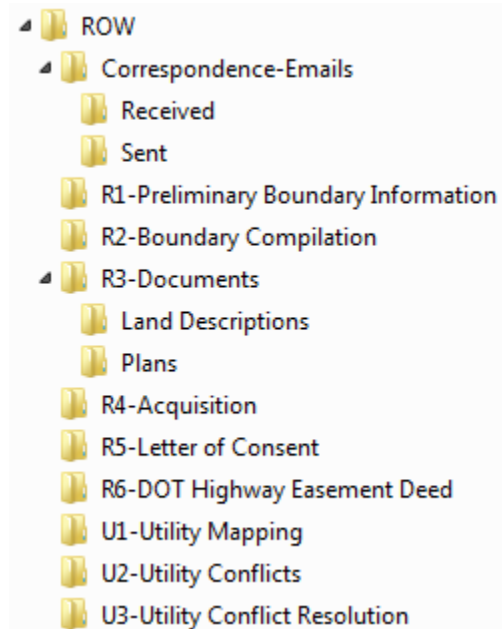 ROW
Correspondence-Emails
Received
Sent
R1-Preliminary Boundary Information
R2-Boundary Compilation
R3-Documents
Land Descriptions
Plans
R4-Acquisition
R5-Letter of Consent
R6-DOT Highway Easement Deed
U1-Utility Mapping
U2-Utility Conflicts
U3-Utility Conflict Resolution